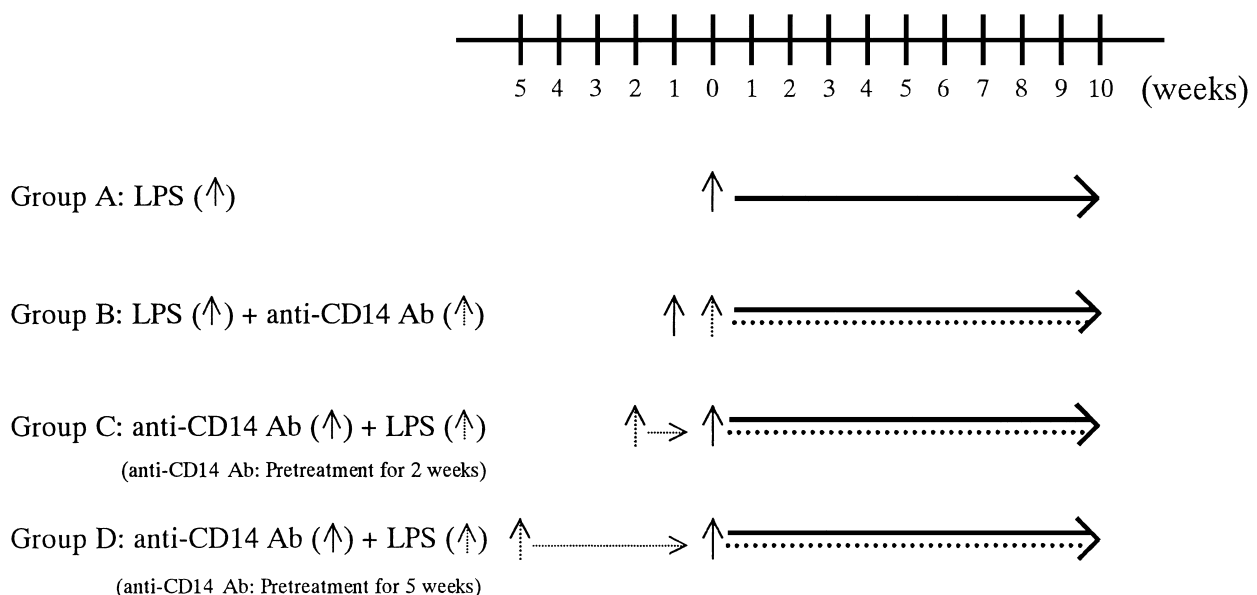 5 4 3 2 1 0 1 2 3 4 5 6 7 8 9 10 (weeks)
Group A: LPS (↑)
Group B: LPS (↑) + anti-CD14 Ab (↑)
Group C: anti-CD14 Ab (↑) + LPS (↑)
(anti-CD14 Ab: Pretreatment for 2 weeks)
Group D: anti-CD14 Ab (↑) + LPS (↑)
(anti-CD14 Ab: Pretreatment for 5 weeks)